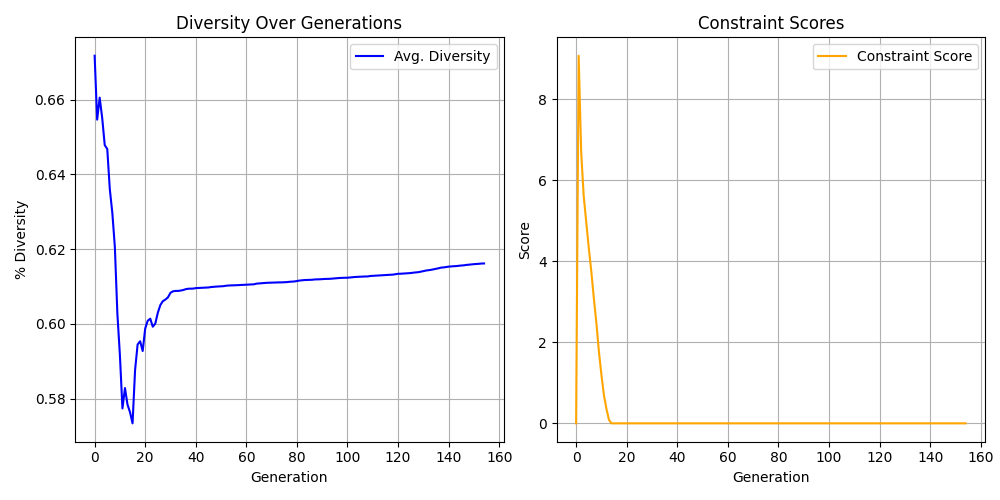 Diversity Over Generations
Avg. Diversity
% Diversity
0.66
0.64
0.62
0.60
0.58
0 20 40 60 80 100 120 140 160
Generation
Constraint Scores
Constraint Score
Score
8
6
4
2
0
0 20 40 60 80 100 120 140 160
Generation